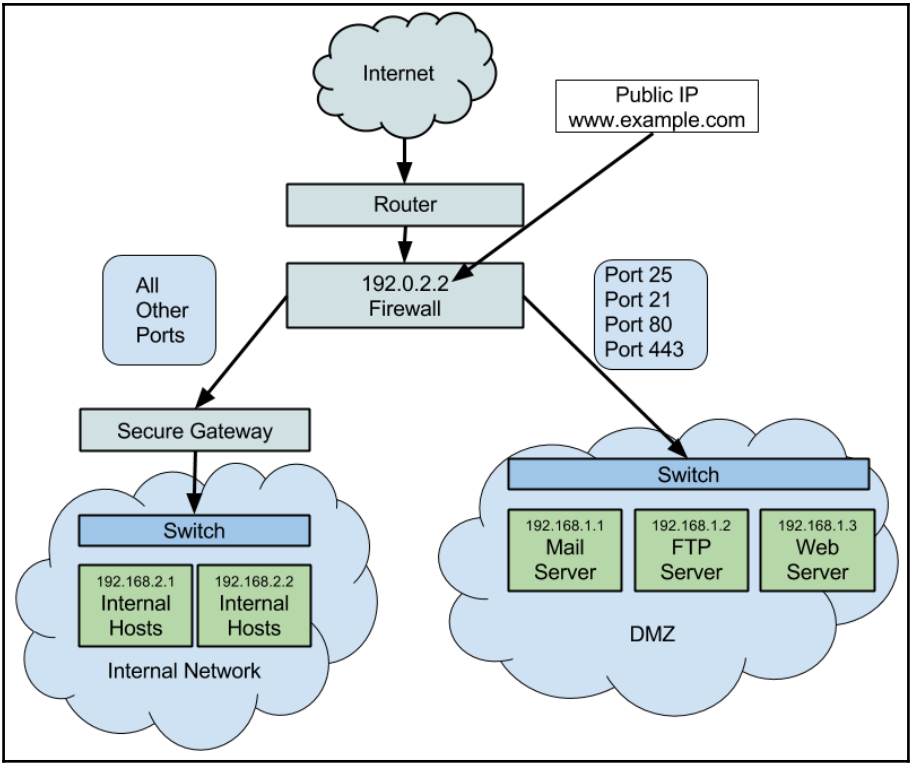 Internet
Public IP
www.example.com
Router
192.0.2.2
Firewall
All
Other
Ports
Port 25
Port 21
Port 80
Port 443
Secure Gateway
Switch
192.168.2.1
Internal
Hosts
192.168.2.2
Internal
Hosts
Internal Network
Switch
192.168.1.1
Mail
Server
192.168.1.2
FTP
Server
192.168.1.3
Web
Server
DMZ